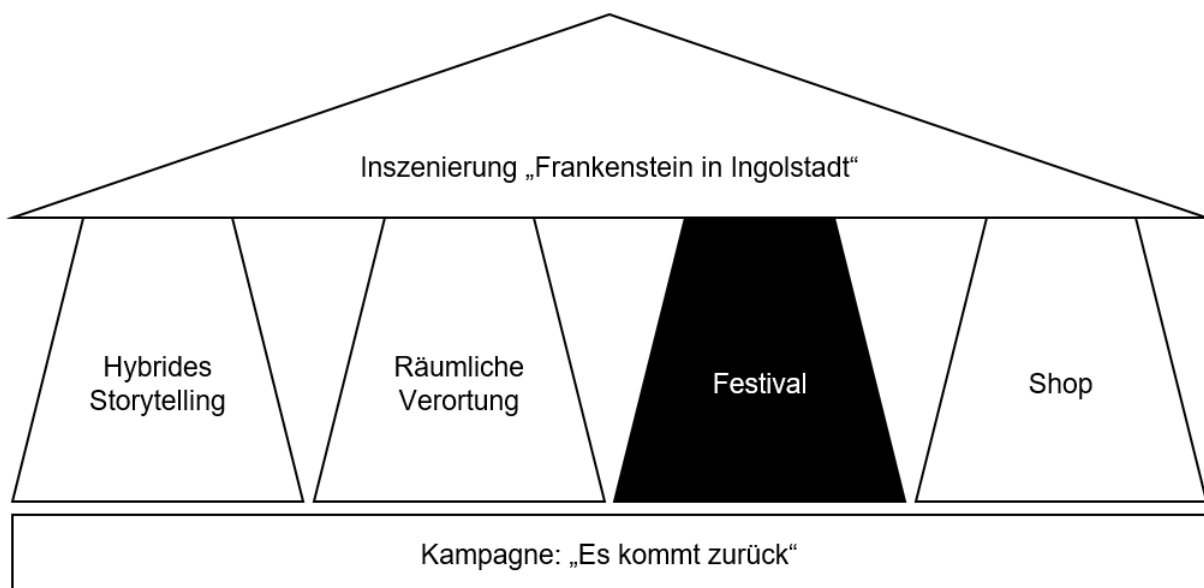 Inszenierung „Frankenstein in Ingolstadt“
Hybrides
Storytelling
Räumliche
Verortung
Festival
Shop
Kampagne: „Es kommt zurück“